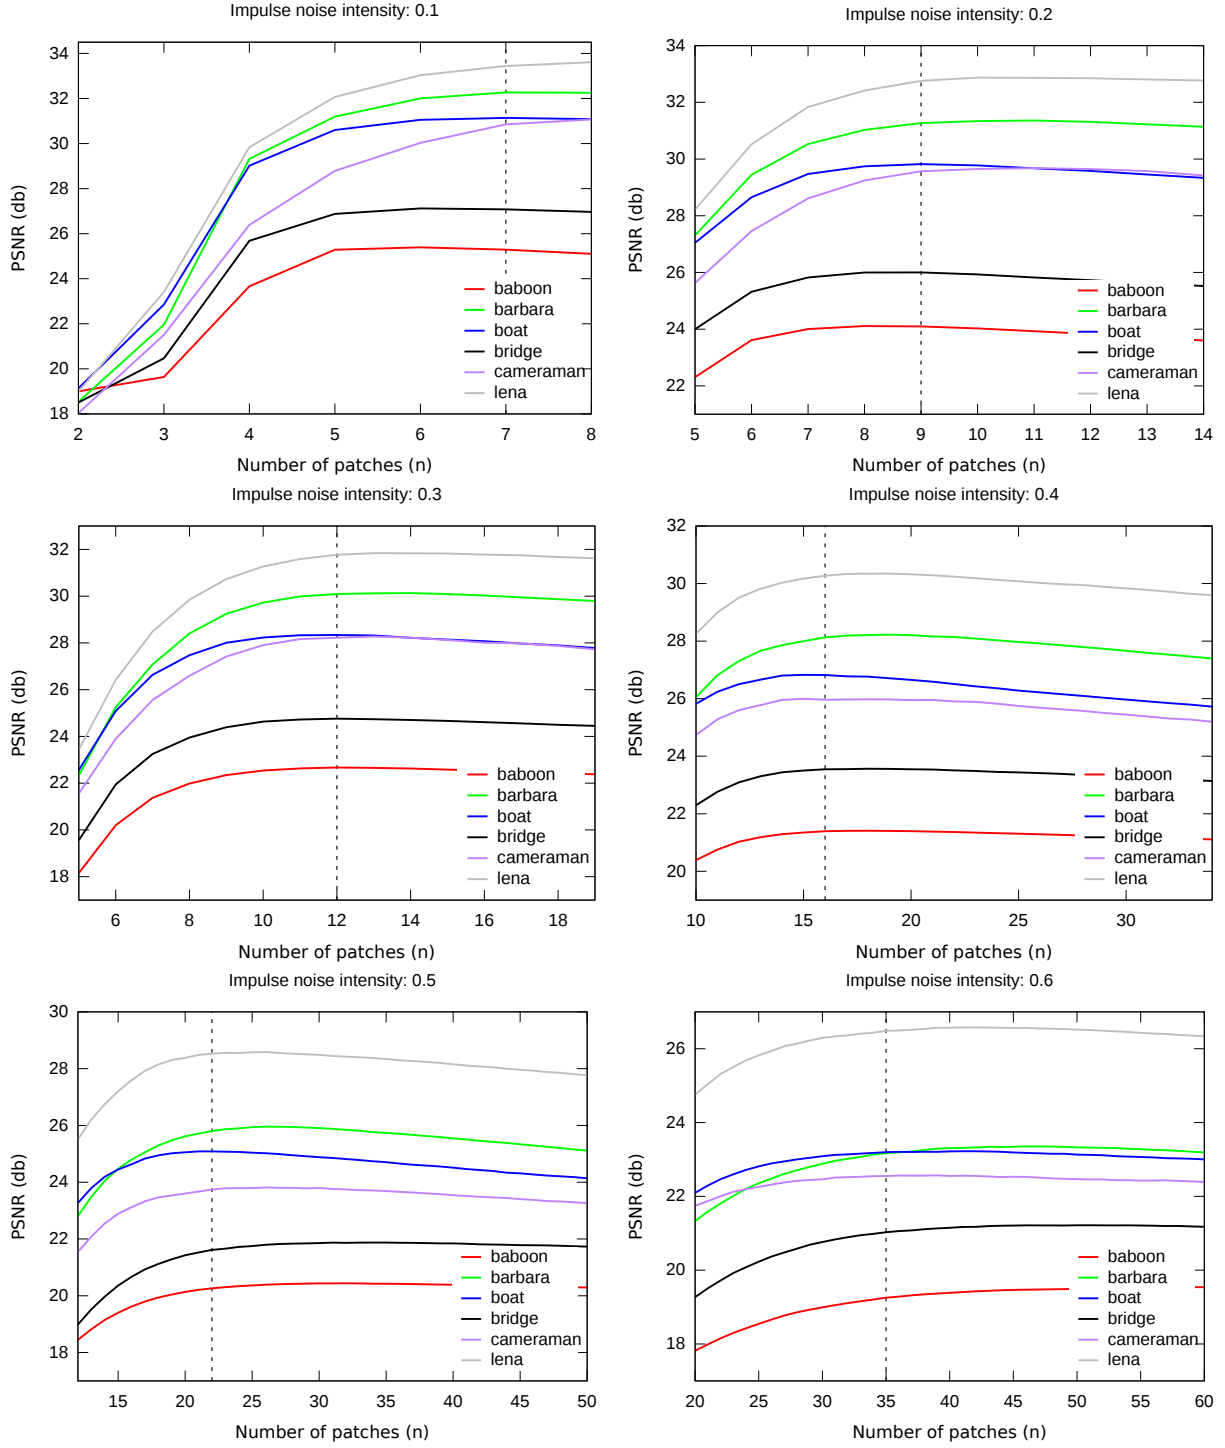 Impulse noise intensity: 0.1
PSNR (db)
34
32
30
28
26
24
22
20
18
baboon
barbara
boat
bridge
cameraman
lena
2 3 4 5 6 7 8
Number of patches (n)
Impulse noise intensity: 0.2
PSNR (db)
34
32
30
28
26
24
22
baboon
barbara
boat
bridge
cameraman
lena
5 6 7 8 9 10 11 12 13 14
Number of patches (n)
Impulse noise intensity: 0.3
PSNR (db)
32
30
28
26
24
22
20
18
baboon
barbara
boat
bridge
cameraman
lena
6 8 10 12 14 16 18
Number of patches (n)
Impulse noise intensity: 0.4
PSNR (db)
32
30
28
26
24
22
20
baboon
barbara
boat
bridge
cameraman
lena
10 15 20 25 30
Number of patches (n)
Impulse noise intensity: 0.5
PSNR (db)
30
28
26
24
22
20
18
baboon
barbara
boat
bridge
cameraman
lena
15 20 25 30 35 40 45 50
Number of patches (n)
Impulse noise intensity: 0.6
PSNR (db)
26
24
22
20
18
baboon
barbara
boat
bridge
cameraman
lena
20 25 30 35 40 45 50 55 60
Number of patches (n)